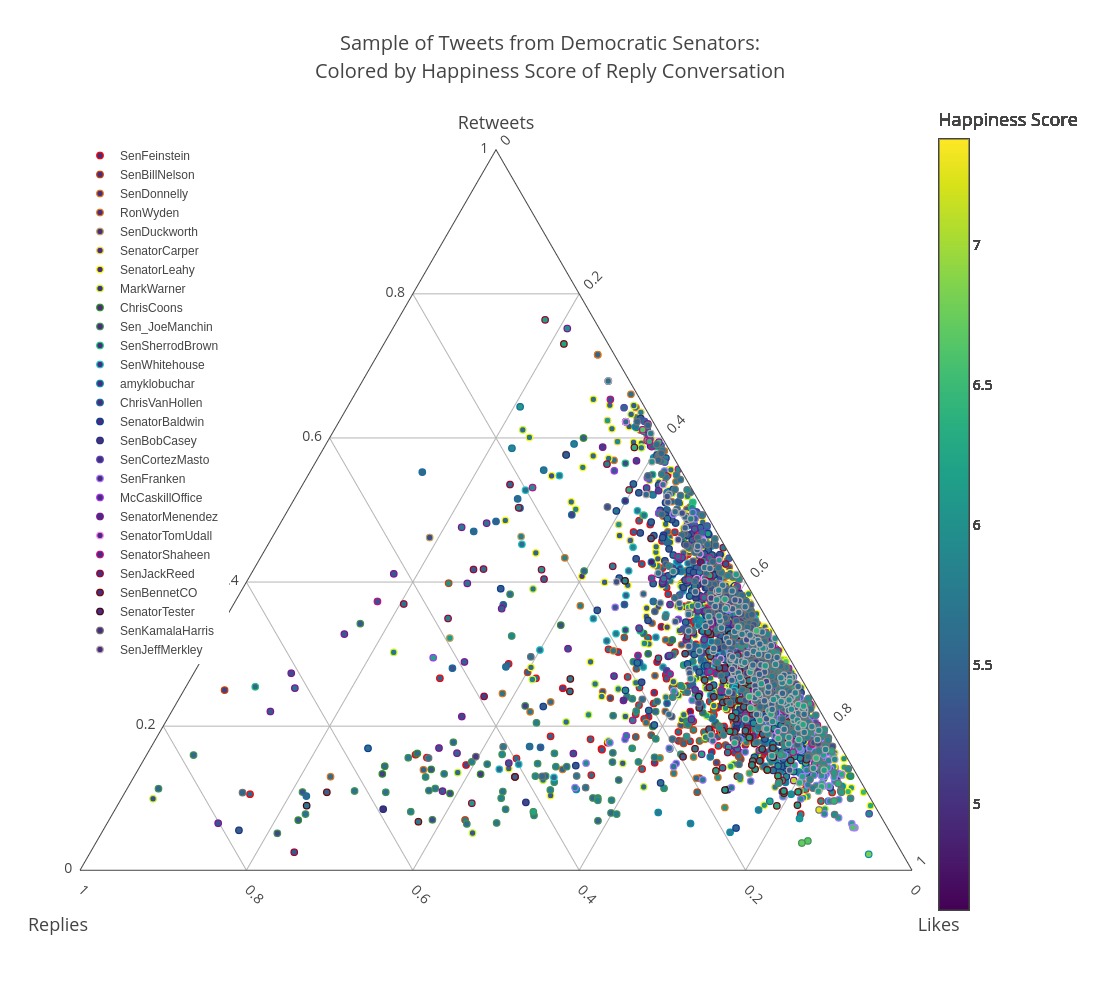 Sample of Tweets from Democratic Senators:
Colored by Happiness Score of Reply Conversation
Happiness Score
Retweets
1
0
SenFeinstein
SenBillNelson
SenDonnelly
RonWyden
SenDuckworth
SenatorCarper
SenatorLeahy
MarkWarner
ChrisCoons
Sen_JoeManchin
SenSherrodBrown
SenWhitehouse
amyklobuchar
ChrisVanHollen
SenatorBaldwin
SenBobCasey
SenCortezMasto
SenFranken
McCaskillOffice
SenatorMenendez
SenatorTomUdall
SenatorShaheen
SenJackReed
SenBennetCO
SenatorTester
SenKamalaHarris
SenJeffMerkley
0.8
0.6
.4
0.2
0
0.2
0.4
0.6
0.8
1
1
0.8
0.6
0.4
0.2
0
Replies
Likes
7
6.5
6
5.5
5